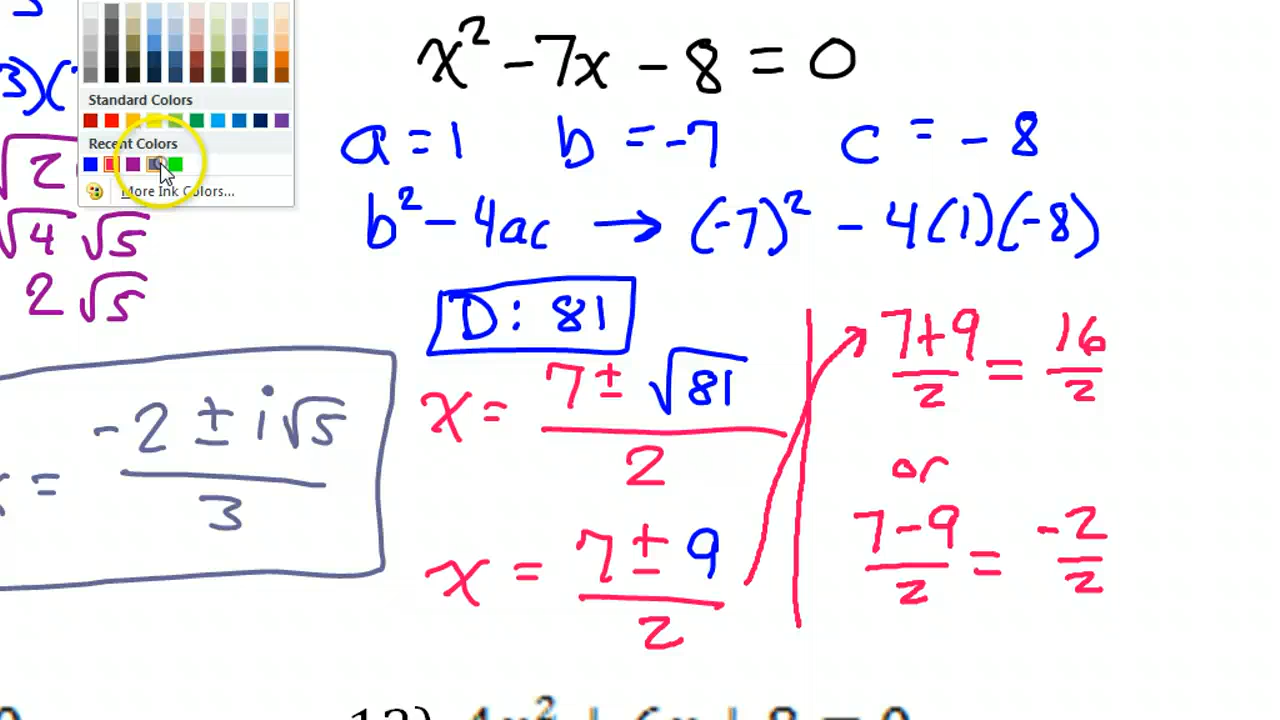 x² - 7x - 8 = 0
Standard Colors
Recent Colors
More Ink Colors...
3)(
√2
√4 √5
2 √5
= -2 ± i√5 / 3
a = 1 b = -7 c = -8
b² - 4ac → (-7)² - 4(1)(-8)
D: 81
x = 7 ± √81 / 2
x = 7 ± 9 / 2
7+9 / 2 = 16 / 2
or
7-9 / 2 = -2 / 2